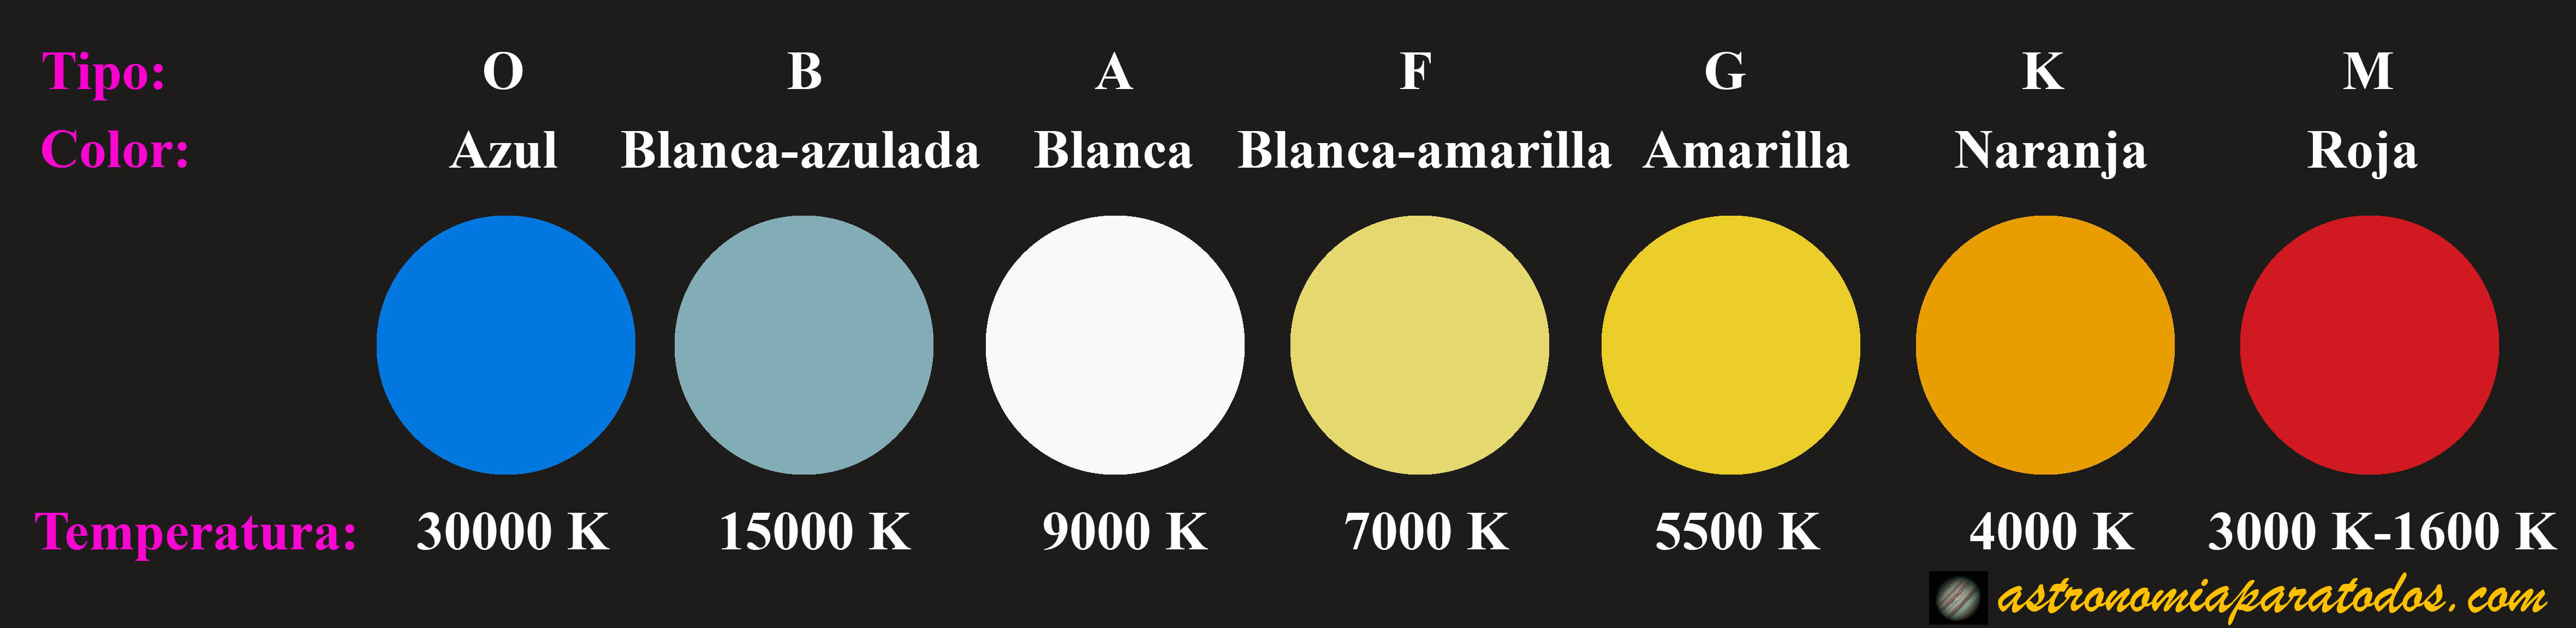 Tipo: O B A F G K M
Color: Azul Blanca-azulada Blanca Blanca-amarilla Amarilla Naranja Roja
Temperatura: 30000 K 15000 K 9000 K 7000 K 5500 K 4000 K 3000 K-1600 K
astronomiaparatodos.com